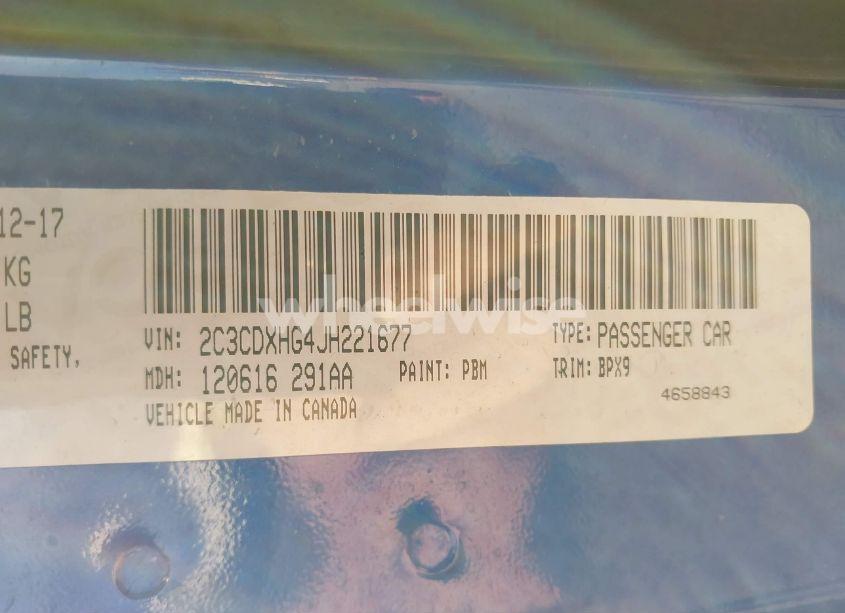 12-17
KG
LB
SAFETY,
VIN: 2C3CDXHG4JH221677 TYPE: PASSENGER CAR
MDH: 120616 291AA PAINT: PBM TRIM: BPX9
VEHICLE MADE IN CANADA 4658843
wheelwise